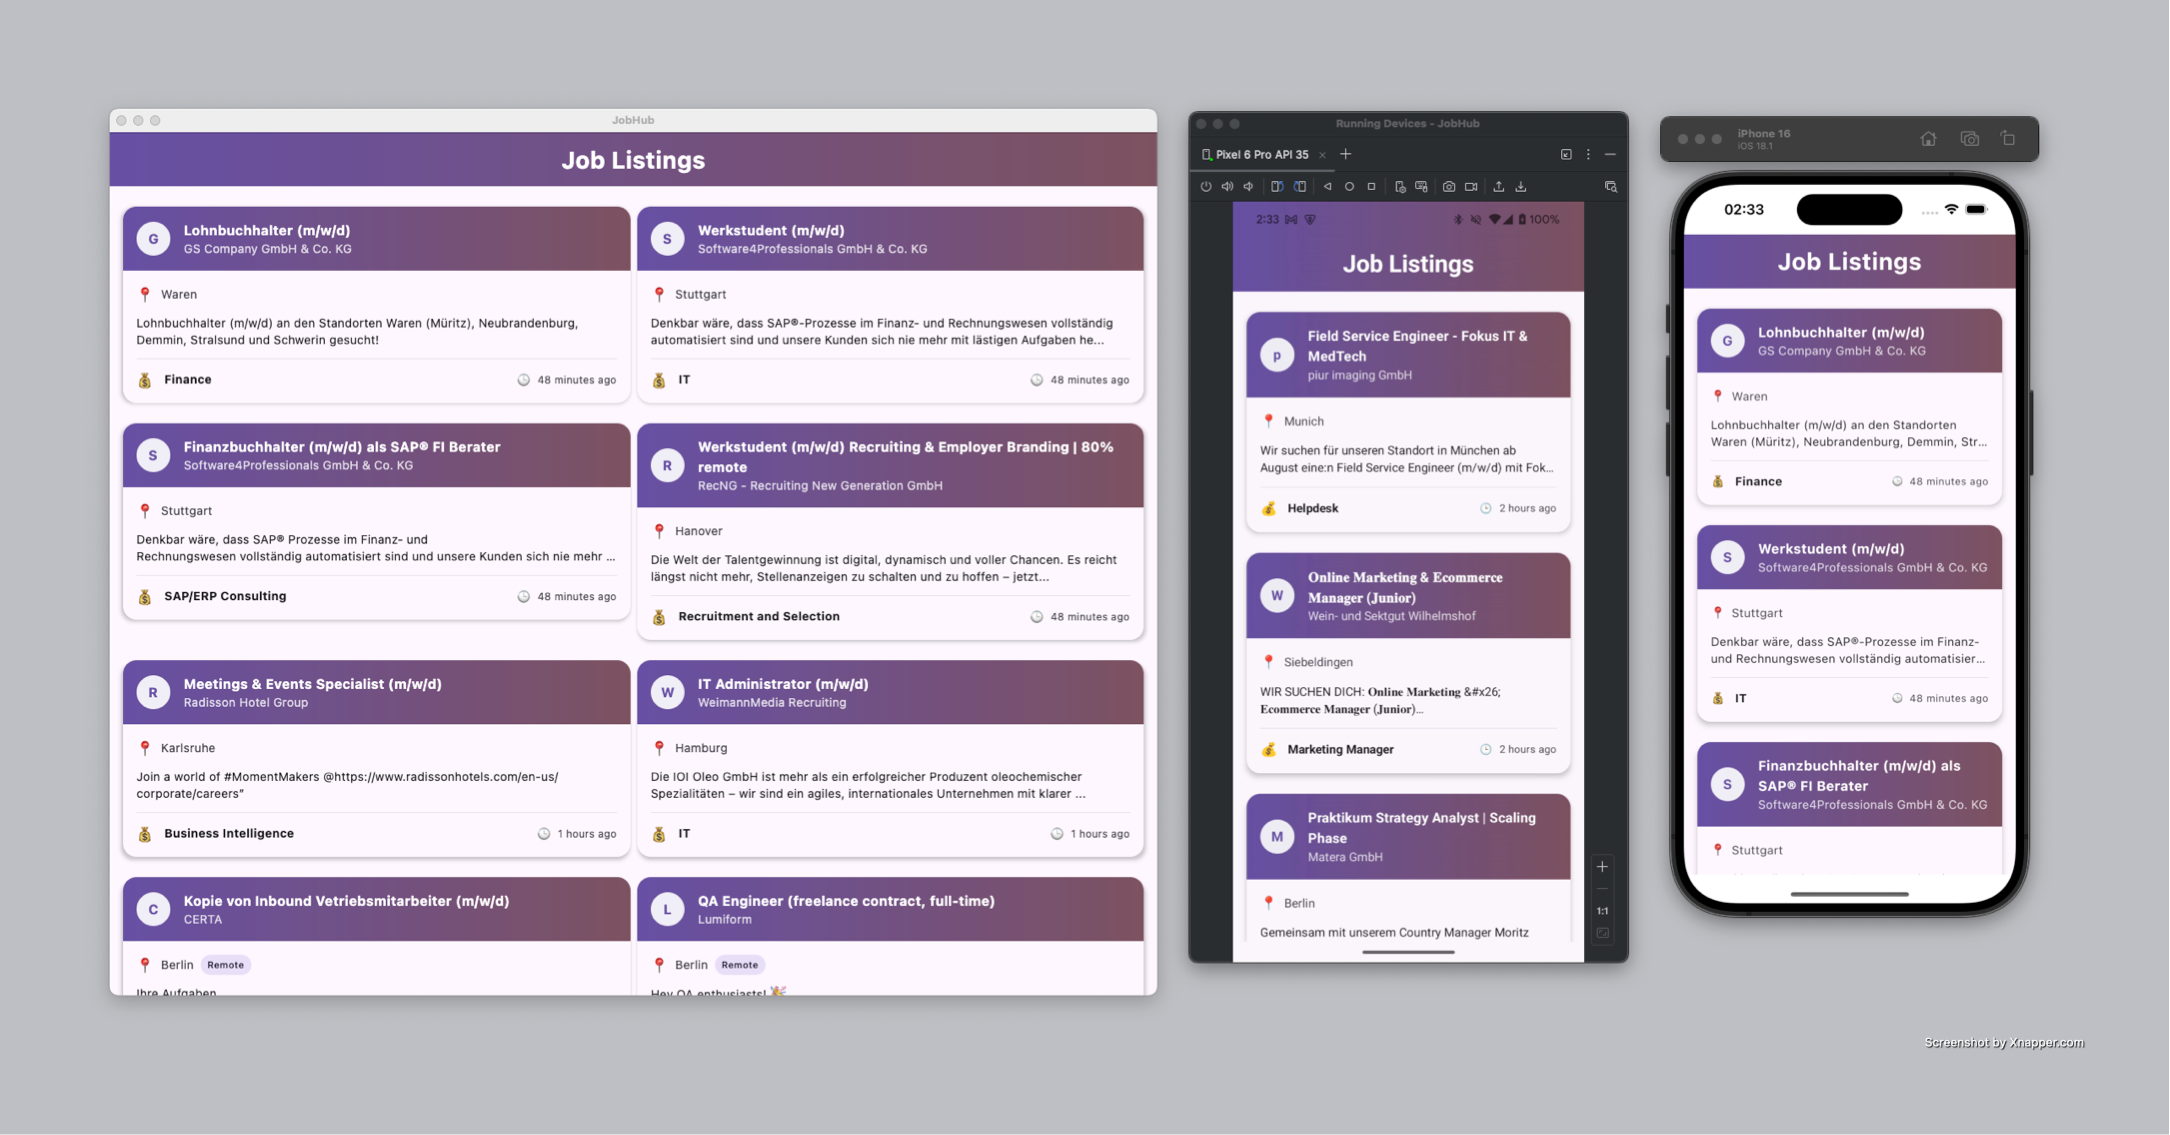 JobHub
Job Listings
G
Lohnbuchhalter (m/w/d)
GS Company GmbH & Co. KG
Waren
Lohnbuchhalter (m/w/d) an den Standorten Waren (Müritz), Neubrandenburg,
Demmin, Stralsund und Schwerin gesucht!
Finance
48 minutes ago
S
Werkstudent (m/w/d)
Software4Professionals GmbH & Co. KG
Stuttgart
Denkbar wäre, dass SAP®-Prozesse im Finanz- und Rechnungswesen vollständig
automatisiert sind und unsere Kunden sich nie mehr mit lästigen Aufgaben he...
IT
48 minutes ago
S
Finanzbuchhalter (m/w/d) als SAP® FI Berater
Software4Professionals GmbH & Co. KG
Stuttgart
Denkbar wäre, dass SAP® Prozesse im Finanz- und
Rechnungswesen vollständig automatisiert sind und unsere Kunden sich nie mehr ...
SAP/ERP Consulting
48 minutes ago
R
Werkstudent (m/w/d) Recruiting & Employer Branding | 80%
remote
RecNG - Recruiting New Generation GmbH
Hanover
Die Welt der Talentgewinnung ist digital, dynamisch und voller Chancen. Es reicht
längst nicht mehr, Stellenanzeigen zu schalten und zu hoffen – jetzt...
Recruitment and Selection
48 minutes ago
R
Meetings & Events Specialist (m/w/d)
Radisson Hotel Group
Karlsruhe
Join a world of #MomentMakers @https://www.radissonhotels.com/en-us/
corporate/careers”
Business Intelligence
1 hours ago
W
IT Administrator (m/w/d)
WeimannMedia Recruiting
Hamburg
Die IOI Oleo GmbH ist mehr als ein erfolgreicher Produzent oleochemischer
Spezialitäten – wir sind ein agiles, internationales Unternehmen mit klarer ...
IT
1 hours ago
C
Kopie von Inbound Vetriebsmitarbeiter (m/w/d)
CERTA
Berlin Remote
Ihre Aufgaben
L
QA Engineer (freelance contract, full-time)
Lumiform
Berlin Remote
Hey QA enthusiasts!
Running Devices - JobHub
Pixel 6 Pro API 35
2:33
100%
Job Listings
p
Field Service Engineer - Fokus IT &
MedTech
piur imaging GmbH
Munich
Wir suchen für unseren Standort in München ab
August eine:n Field Service Engineer (m/w/d) mit Fok...
Helpdesk
2 hours ago
W
Online Marketing & Ecommerce
Manager (Junior)
Wein- und Sektgut Wilhelmshof
Siebeldingen
WIR SUCHEN DICH: Online Marketing &#x26;
Ecommerce Manager (Junior)...
Marketing Manager
2 hours ago
M
Praktikum Strategy Analyst | Scaling
Phase
Matera GmbH
Berlin
Gemeinsam mit unserem Country Manager Moritz
1:1
iPhone 16
iOS 18.1
02:33
Job Listings
G
Lohnbuchhalter (m/w/d)
GS Company GmbH & Co. KG
Waren
Lohnbuchhalter (m/w/d) an den Standorten
Waren (Müritz), Neubrandenburg, Demmin, Str...
Finance
48 minutes ago
S
Werkstudent (m/w/d)
Software4Professionals GmbH & Co. KG
Stuttgart
Denkbar wäre, dass SAP®-Prozesse im Finanz-
und Rechnungswesen vollständig automatisier...
IT
48 minutes ago
S
Finanzbuchhalter (m/w/d) als
SAP® FI Berater
Software4Professionals GmbH & Co. KG
Stuttgart
Screenshot by Xnapper.com